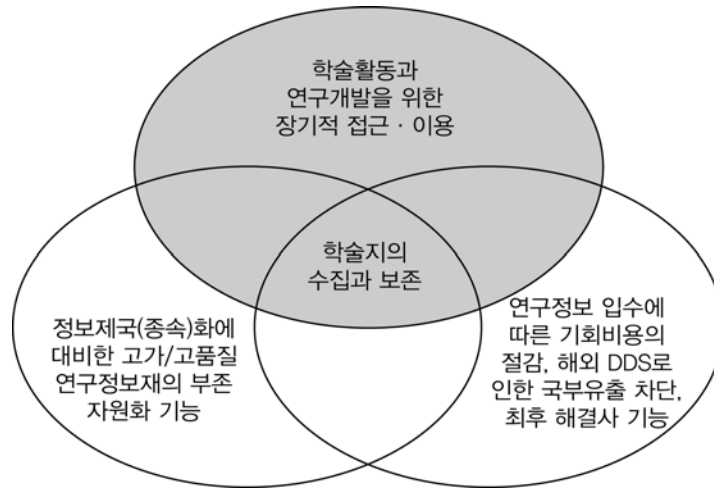 학술활동과
연구개발을 위한
장기적 접근 · 이용
학술지의
수집과 보존
정보제국(종속)화에
대비한 고가/고품질
연구정보재의 부존
자원화 기능
연구정보 입수에
따른 기회비용의
절감, 해외 DDS로
인한 국부유출 차단,
최후 해결사 기능